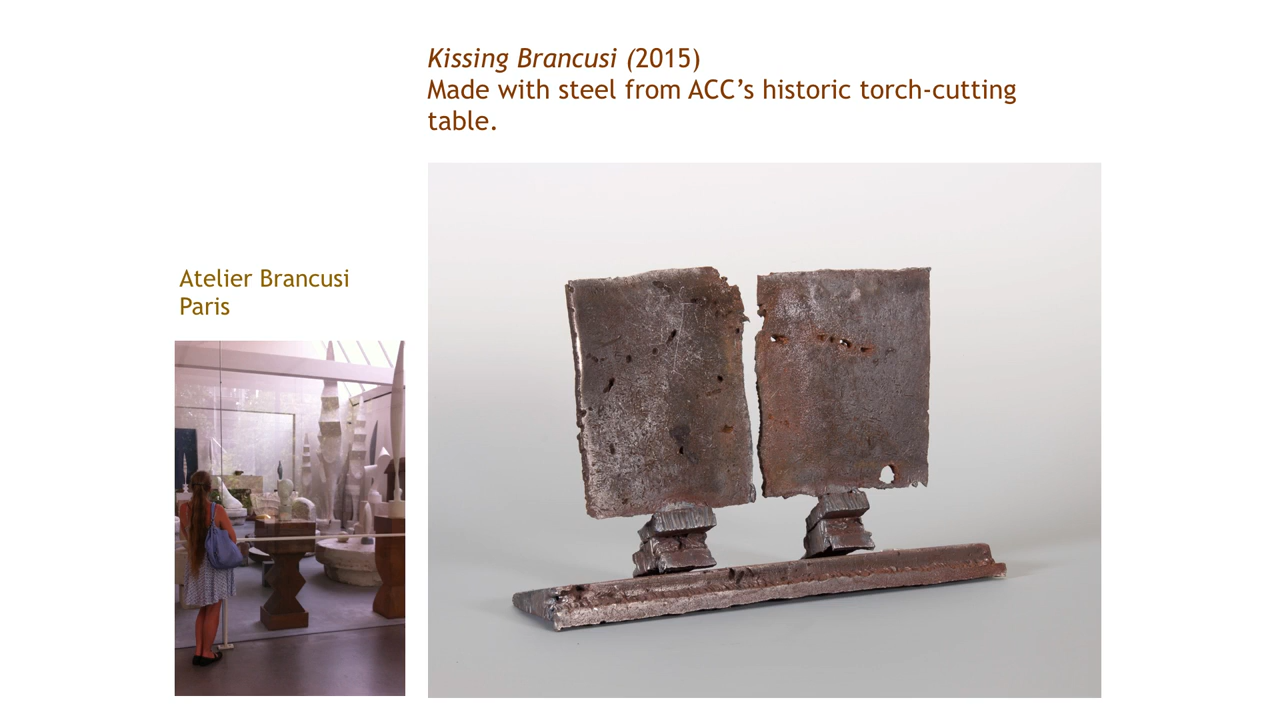 Kissing Brancusi (2015)
Made with steel from ACC’s historic torch-cutting
table.
Atelier Brancusi
Paris